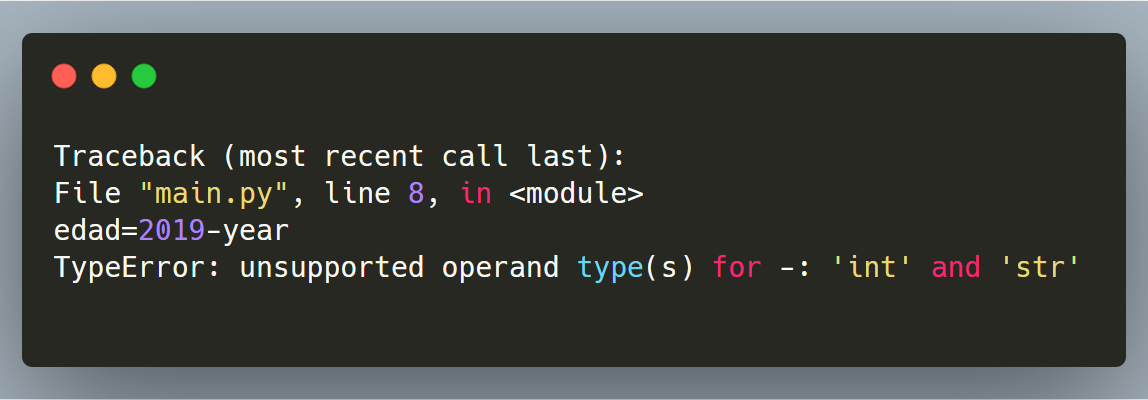 Traceback (most recent call last):
File "main.py", line 8, in <module>
edad=2019-year
TypeError: unsupported operand type(s) for -: 'int' and 'str'